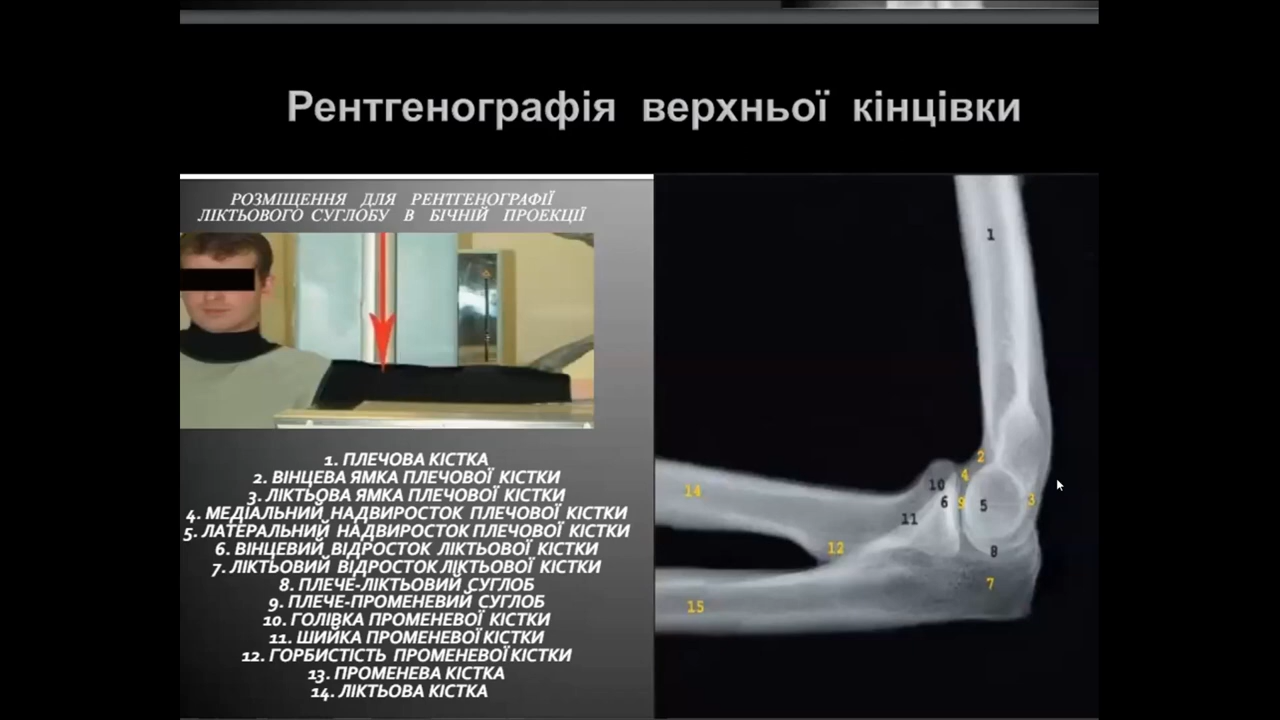 Рентгенографія верхньої кінцівки
РОЗМІЩЕННЯ ДЛЯ РЕНТГЕНОГРАФІЇ
ЛІКТЬОВОГО СУГЛОБУ В БІЧНІЙ ПРОЕКЦІЇ
1. ПЛЕЧОВА КІСТКА
2. ВІНЦЕВА ЯМКА ПЛЕЧОВОЇ КІСТКИ
3. ЛІКТЬОВА ЯМКА ПЛЕЧОВОЇ КІСТКИ
4. МЕДІАЛЬНИЙ НАДВИРОСТОК ПЛЕЧОВОЇ КІСТКИ
5. ЛАТЕРАЛЬНИЙ НАДВИРОСТОК ПЛЕЧОВОЇ КІСТКИ
6. ВІНЦЕВИЙ ВІДРОСТОК ЛІКТЬОВОЇ КІСТКИ
7. ЛІКТЬОВИЙ ВІДРОСТОК ЛІКТЬОВОЇ КІСТКИ
8. ПЛЕЧЕ-ЛІКТЬОВИЙ СУГЛОБ
9. ПЛЕЧЕ-ПРОМЕНЕВИЙ СУГЛОБ
10. ГОЛІВКА ПРОМЕНЕВОЇ КІСТКИ
11. ШИЙКА ПРОМЕНЕВОЇ КІСТКИ
12. ГОРБИСТІСТЬ ПРОМЕНЕВОЇ КІСТКИ
13. ПРОМЕНЕВА КІСТКА
14. ЛІКТЬОВА КІСТКА
1
2
4
10
14
6
9
5
3
11
12
8
7
15